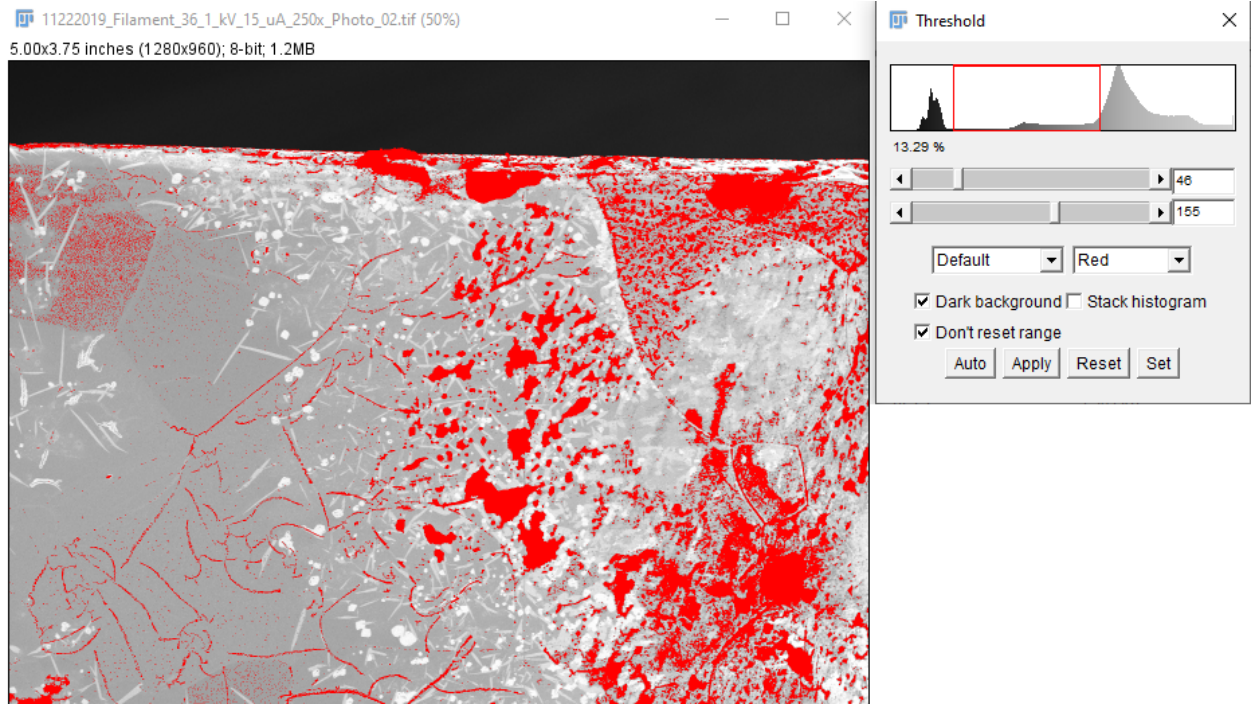 11222019_Filament_36_1_kV_15_uA_250x_Photo_02.tif (50%)
5.00x3.75 inches (1280x960); 8-bit; 1.2MB
Threshold
13.29 %
46
155
Default Red
Dark background Stack histogram
Don't reset range
Auto Apply Reset Set